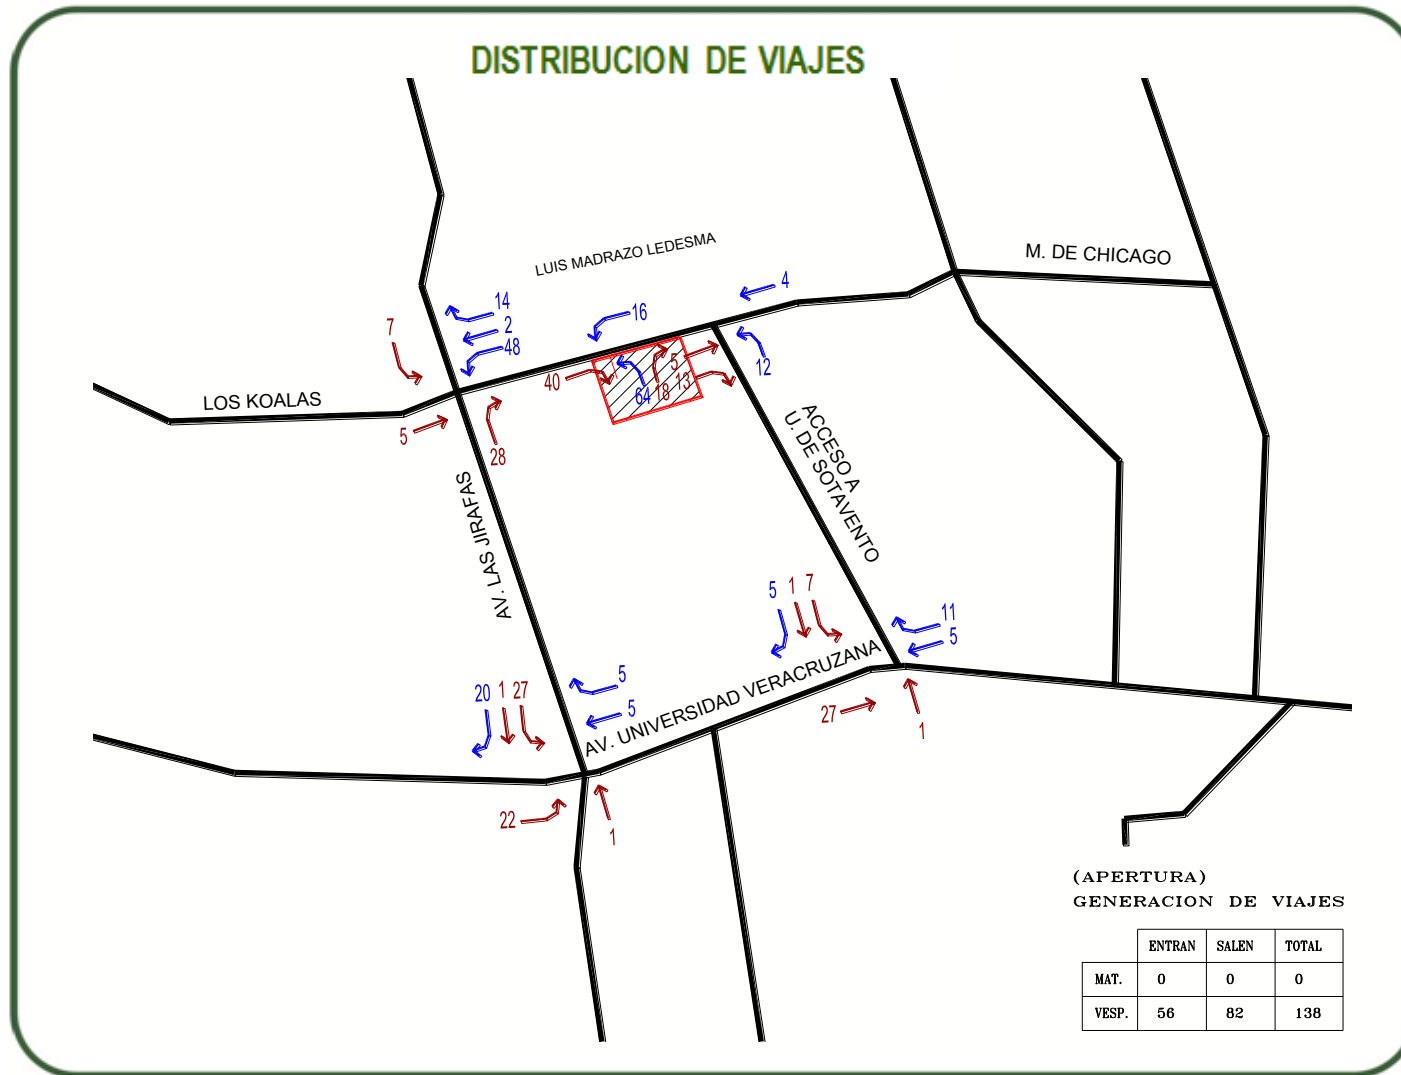 DISTRIBUCION DE VIAJES
LUIS MADRAZO LEDESMA
M. DE CHICAGO
4
14
16
7
2
48
5
12
40
64
18
13
LOS KOALAS
5
28
ACCESO A
U. DE SOTAVENTO
AV. LAS JIRAFAS
5
1
7
11
5
AV. UNIVERSIDAD VERACRUZANA
5
5
20
1
27
27
1
22
1
(APERTURA)
GENERACION DE VIAJES
ENTRAN SALEN TOTAL
MAT. 0 0 0
VESP. 56 82 138